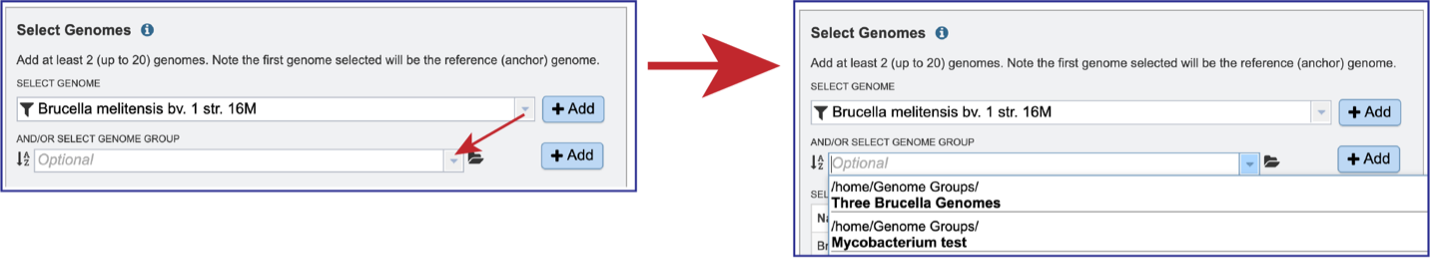 Select Genomes
Add at least 2 (up to 20) genomes. Note the first genome selected will be the reference (anchor) genome.
SELECT GENOME
Brucella melitensis bv. 1 str. 16M
+ Add
AND/OR SELECT GENOME GROUP
Optional
+ Add
Select Genomes
Add at least 2 (up to 20) genomes. Note the first genome selected will be the reference (anchor) genome.
SELECT GENOME
Brucella melitensis bv. 1 str. 16M
+ Add
AND/OR SELECT GENOME GROUP
Optional
+ Add
SEL
/home/Genome Groups/
Three Brucella Genomes
Na
/home/Genome Groups/
Br
Mycobacterium test